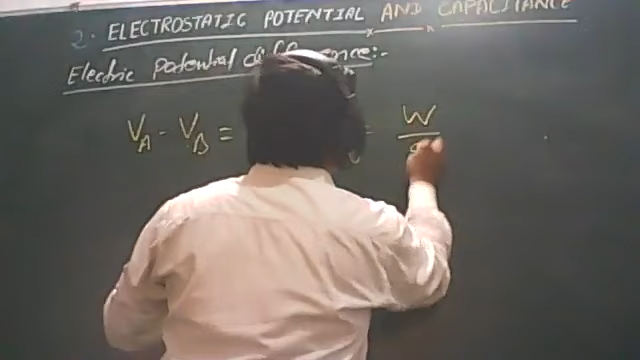 2. ELECTROSTATIC POTENTIAL AND CAPACITANCE
Electric Potential difference:-
V_A - V_B = W